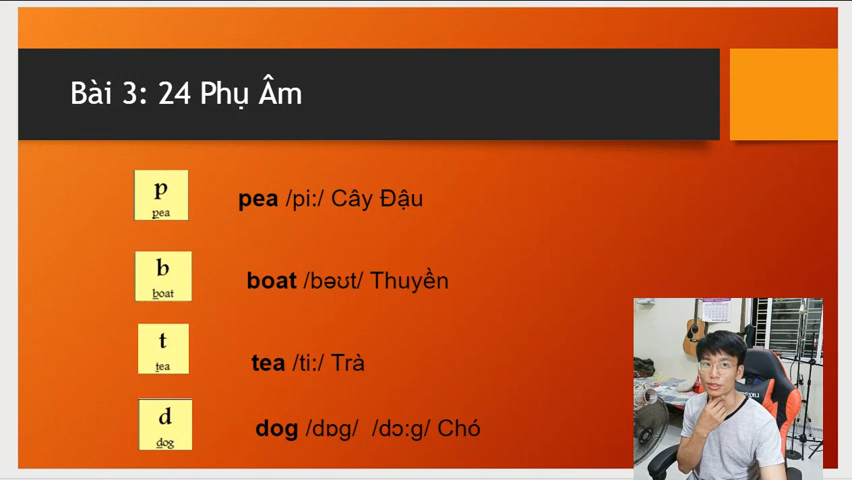 Bài 3: 24 Phụ Âm
p
pea
pea /pi:/ Cây Đậu
b
boat
boat /bəʊt/ Thuyền
t
tea
tea /ti:/ Trà
d
dog
dog /dɒg/ /dɔ:g/ Chó